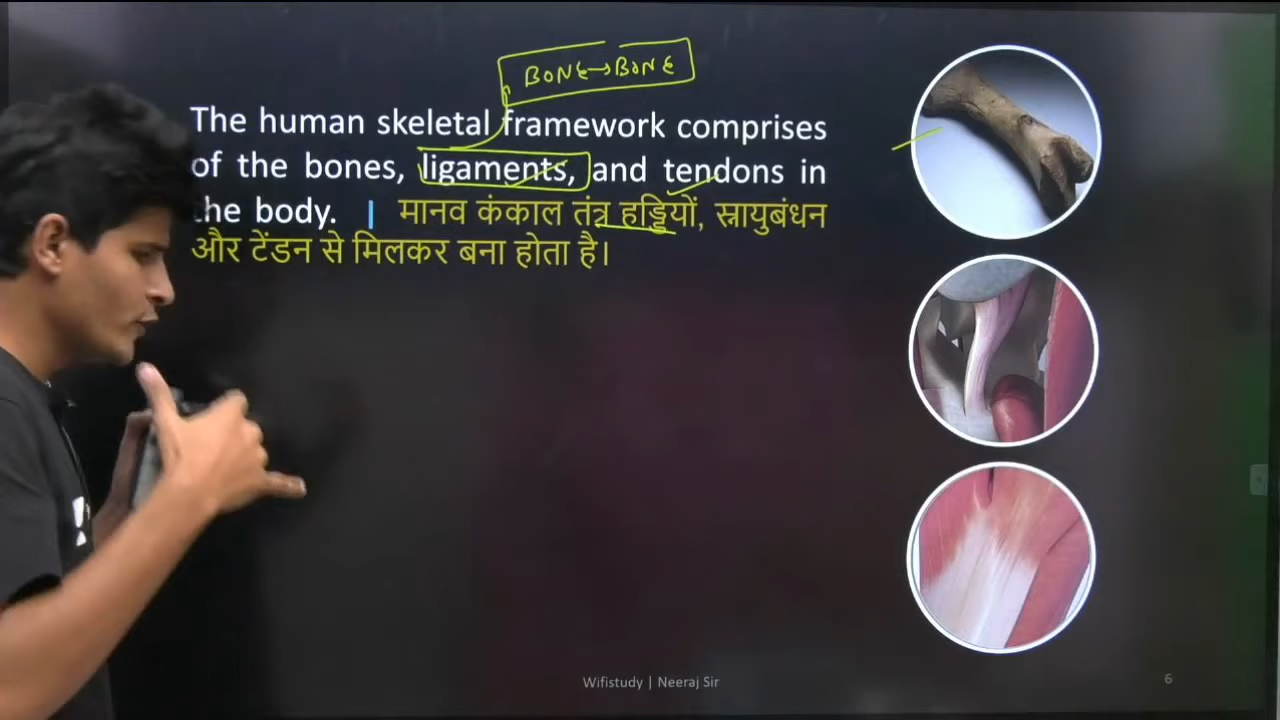 BONE→BONE
The human skeletal framework comprises
of the bones, ligaments, and tendons in
the body. | मानव कंकाल तंत्र हड्डियों, स्नायुबंधन
और टेंडन से मिलकर बना होता है।
Wifistudy | Neeraj Sir
6